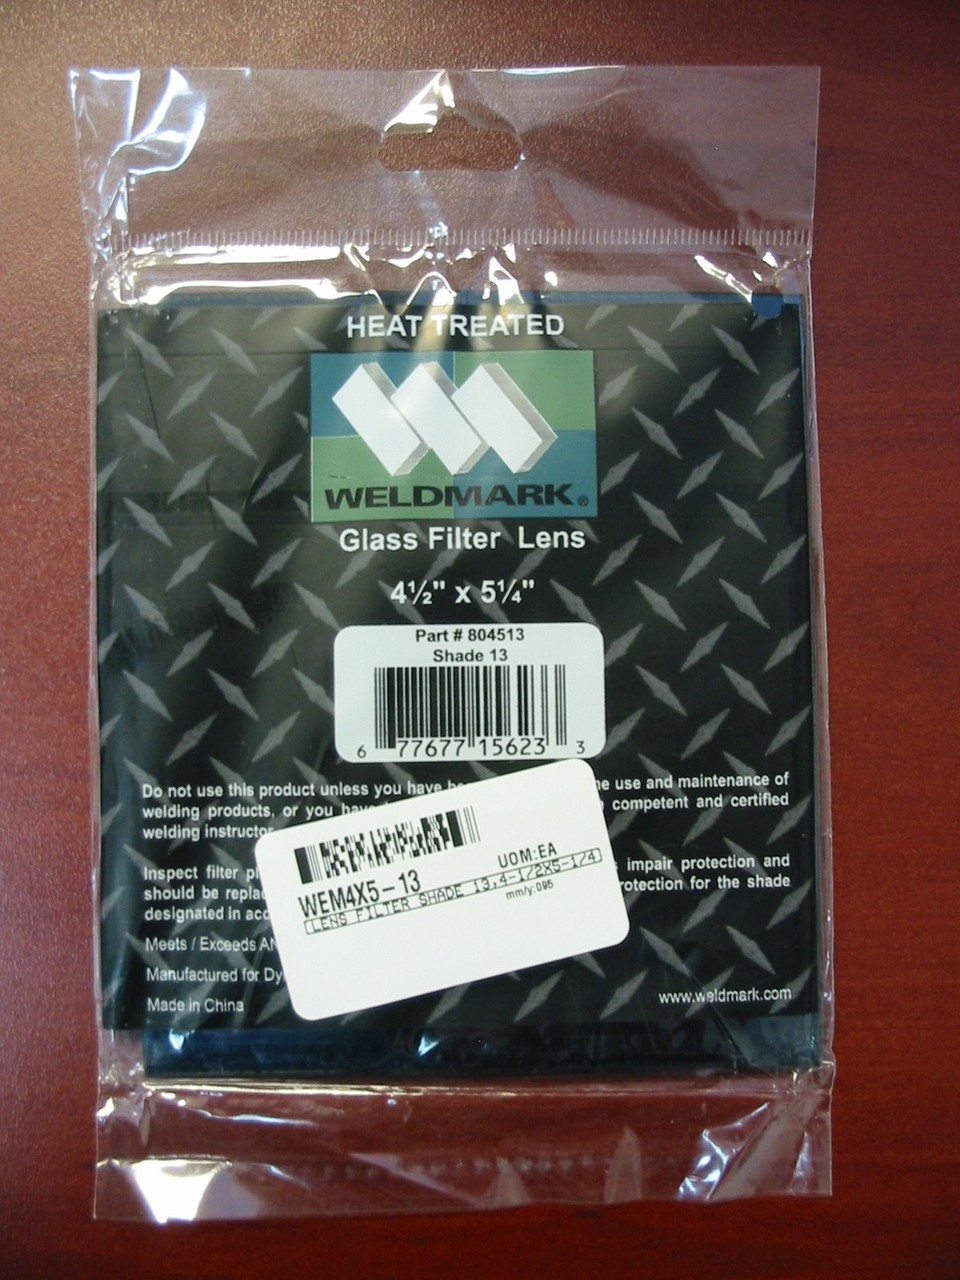 HEAT TREATED
WELDMARK®
Glass Filter Lens
4½" x 5¼"
Part # 804513
Shade 13
6 77677 15623 3
Do not use this product unless you have the use and maintenance of
welding products, or you have competent and certified
welding instructor
UOM:EA
WEM4X5-13
LENS FILTER SHADE 13,4-1/2X5-1/4
mm/y:095
Inspect filter impair protection and
should be protection for the shade
designated in
Meets / Exceeds
Manufactured for
Made in China
www.weldmark.com